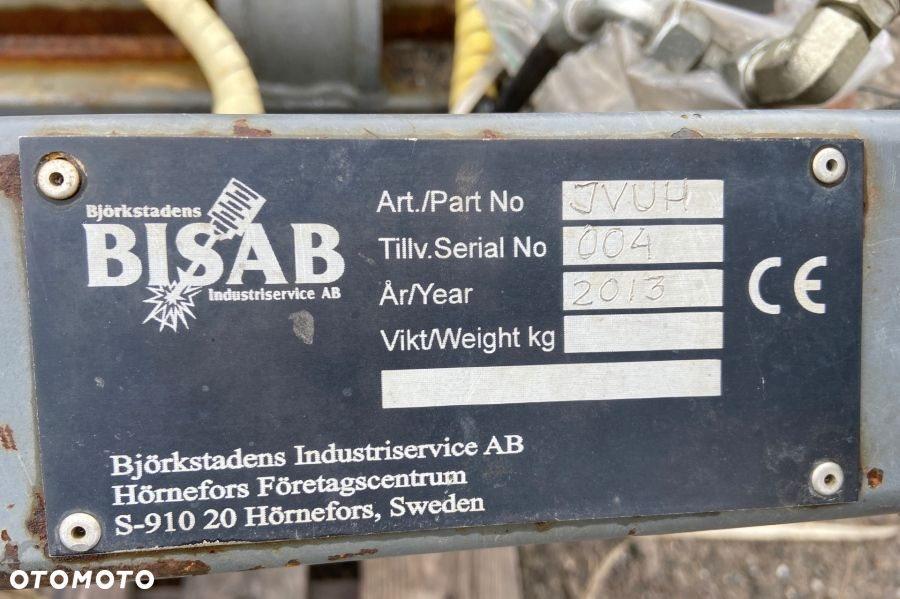 Björkstadens
BISAB
Industriservice AB
Art./Part No JVUH
Tillv.Serial No 004
År/Year 2013
Vikt/Weight kg
CE
Björkstadens Industriservice AB
Hörnefors Företagscentrum
S-910 20 Hörnefors, Sweden
OTOMOTO